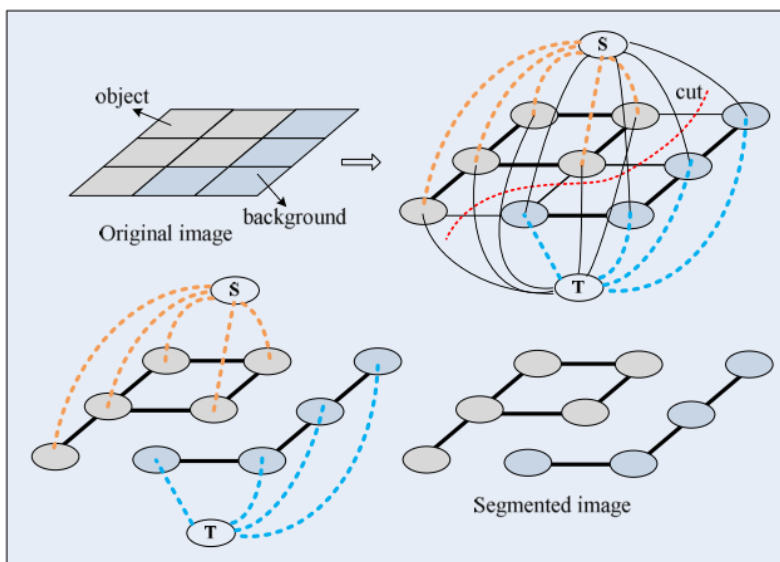 object
background
Original image
S
cut
T
S
T
Segmented image